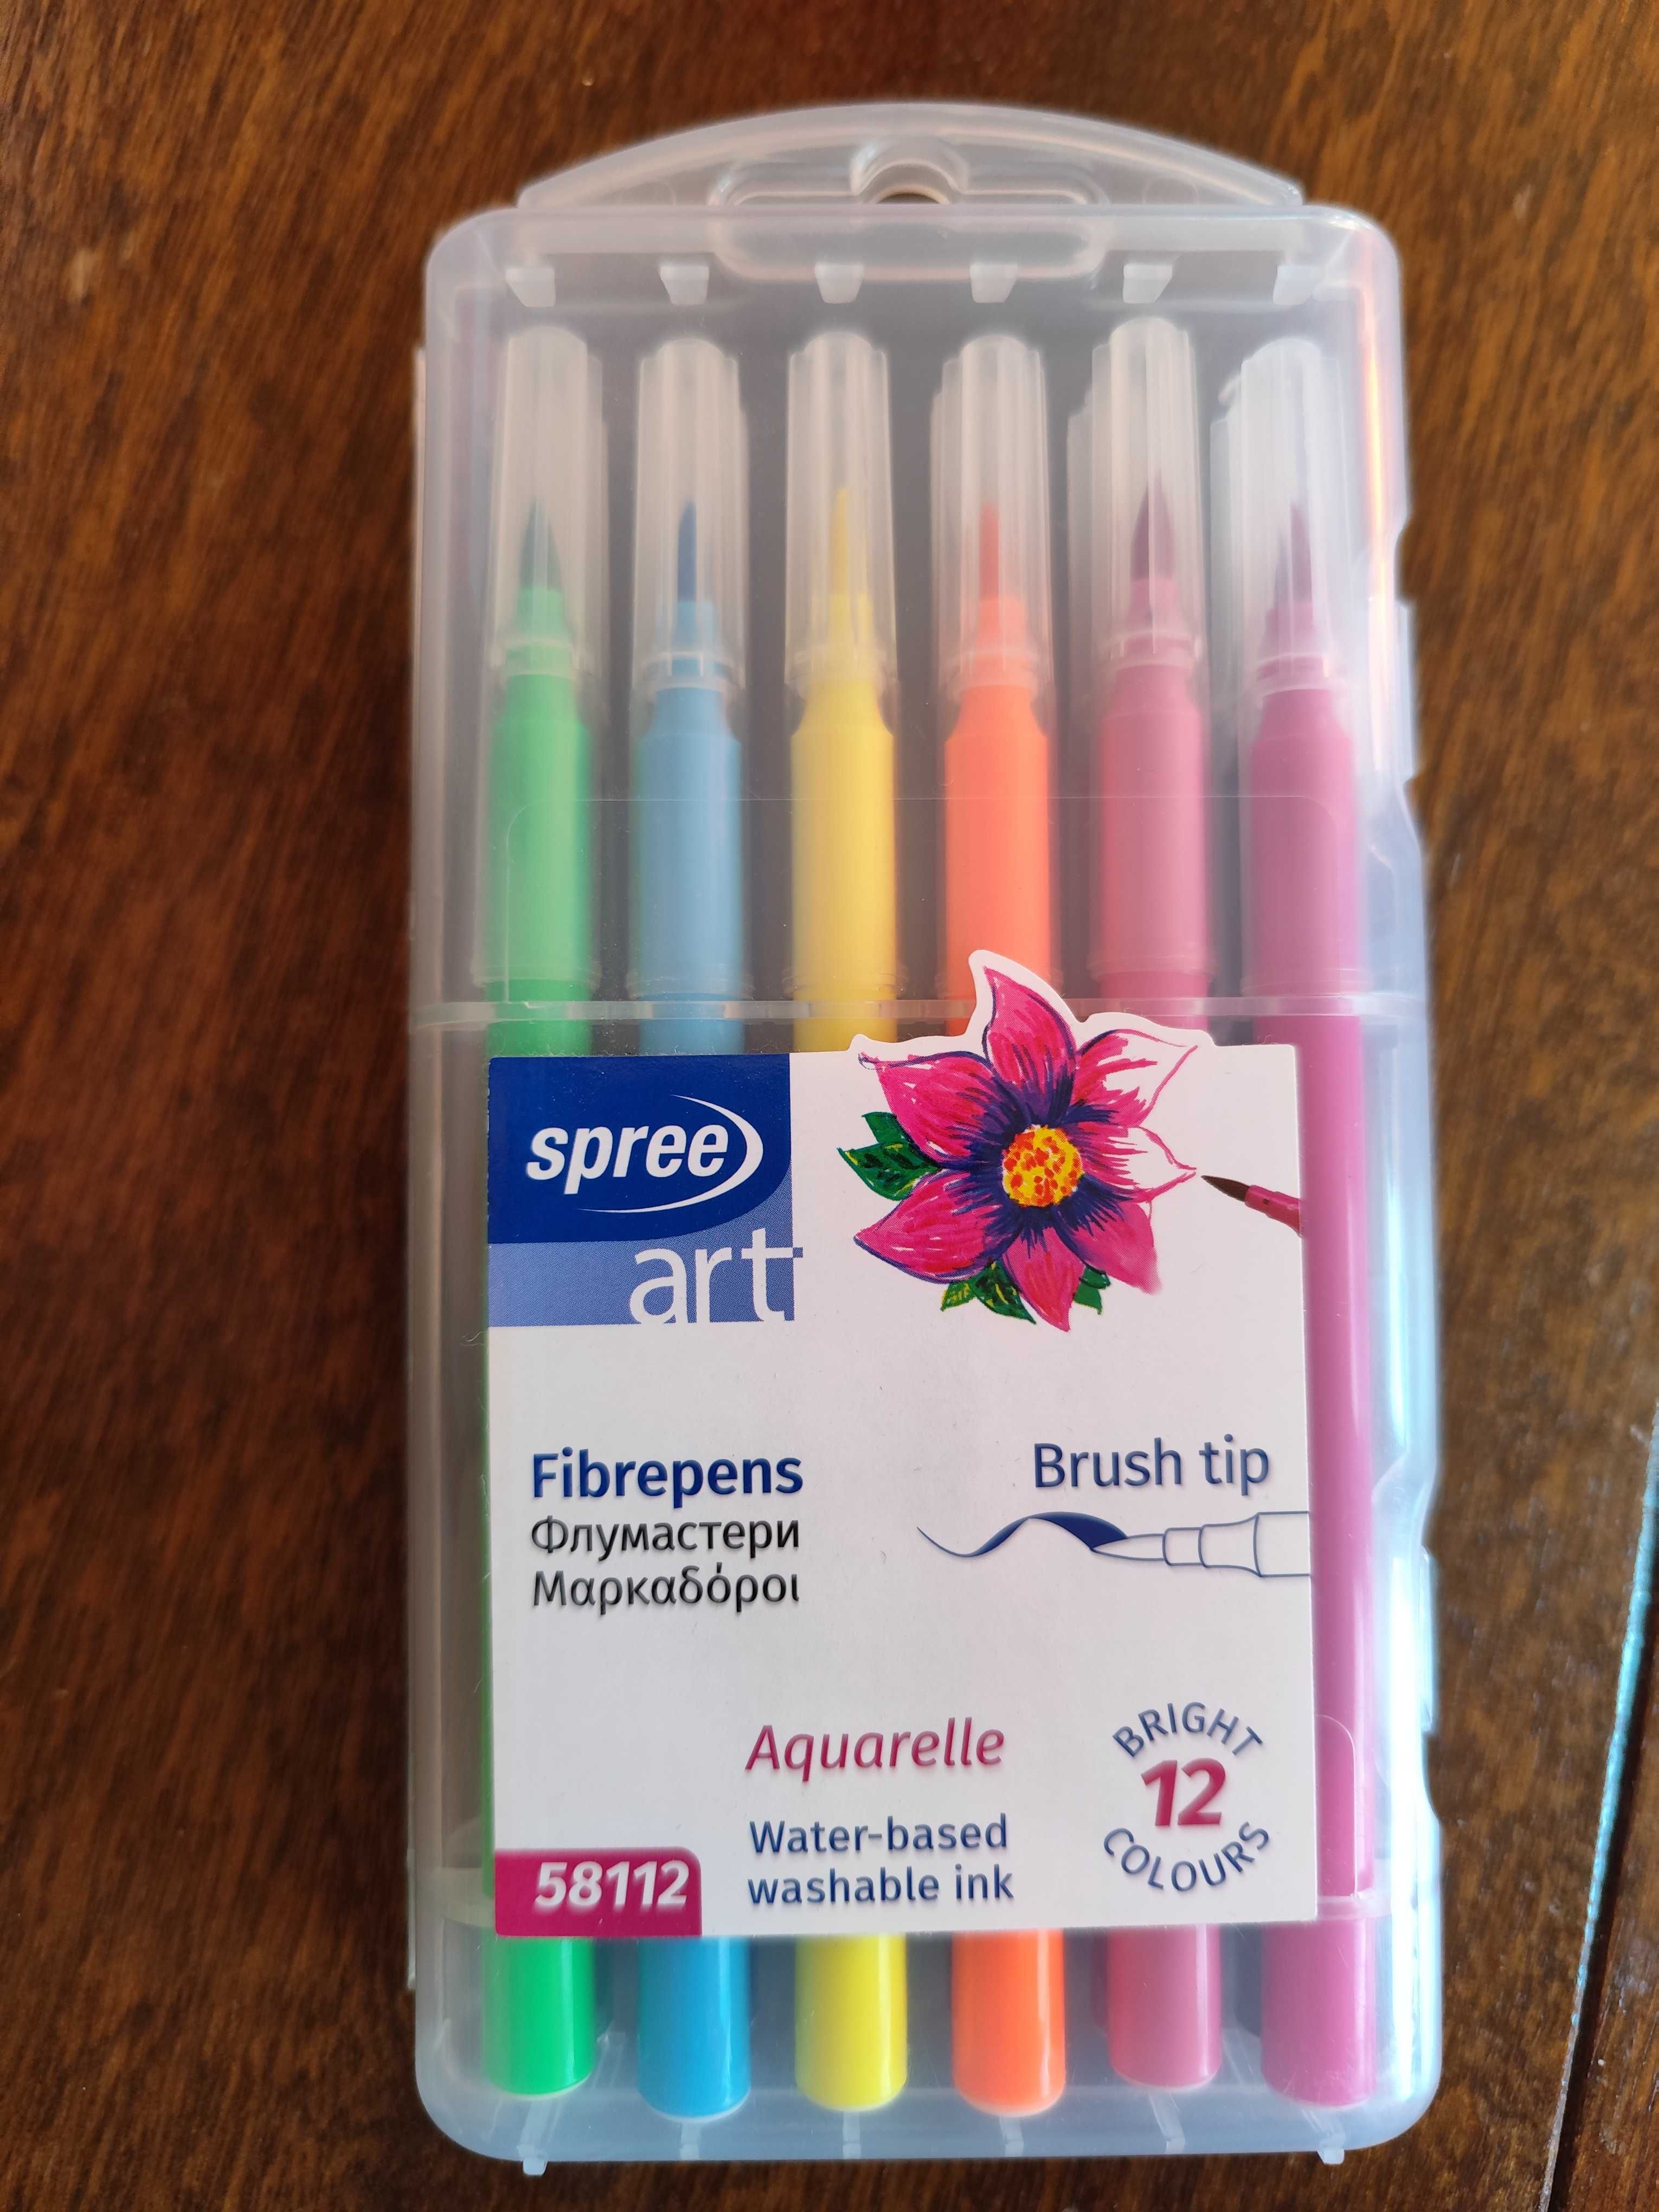 spree
art
Fibrepens
Флумастери
Μαρκαδόροι
Brush tip
Aquarelle
Water-based
washable ink
BRIGHT
12
COLOURS
58112